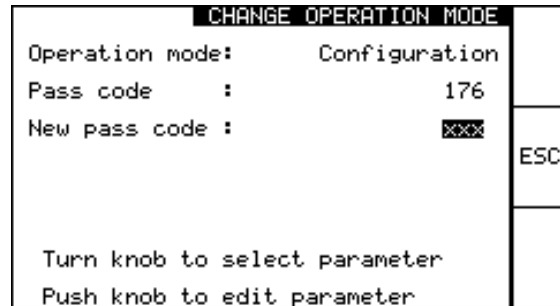 CHANGE OPERATION MODE
Operation mode: Configuration
Pass code : 176
New pass code : xxx
ESC
Turn knob to select parameter
Push knob to edit parameter